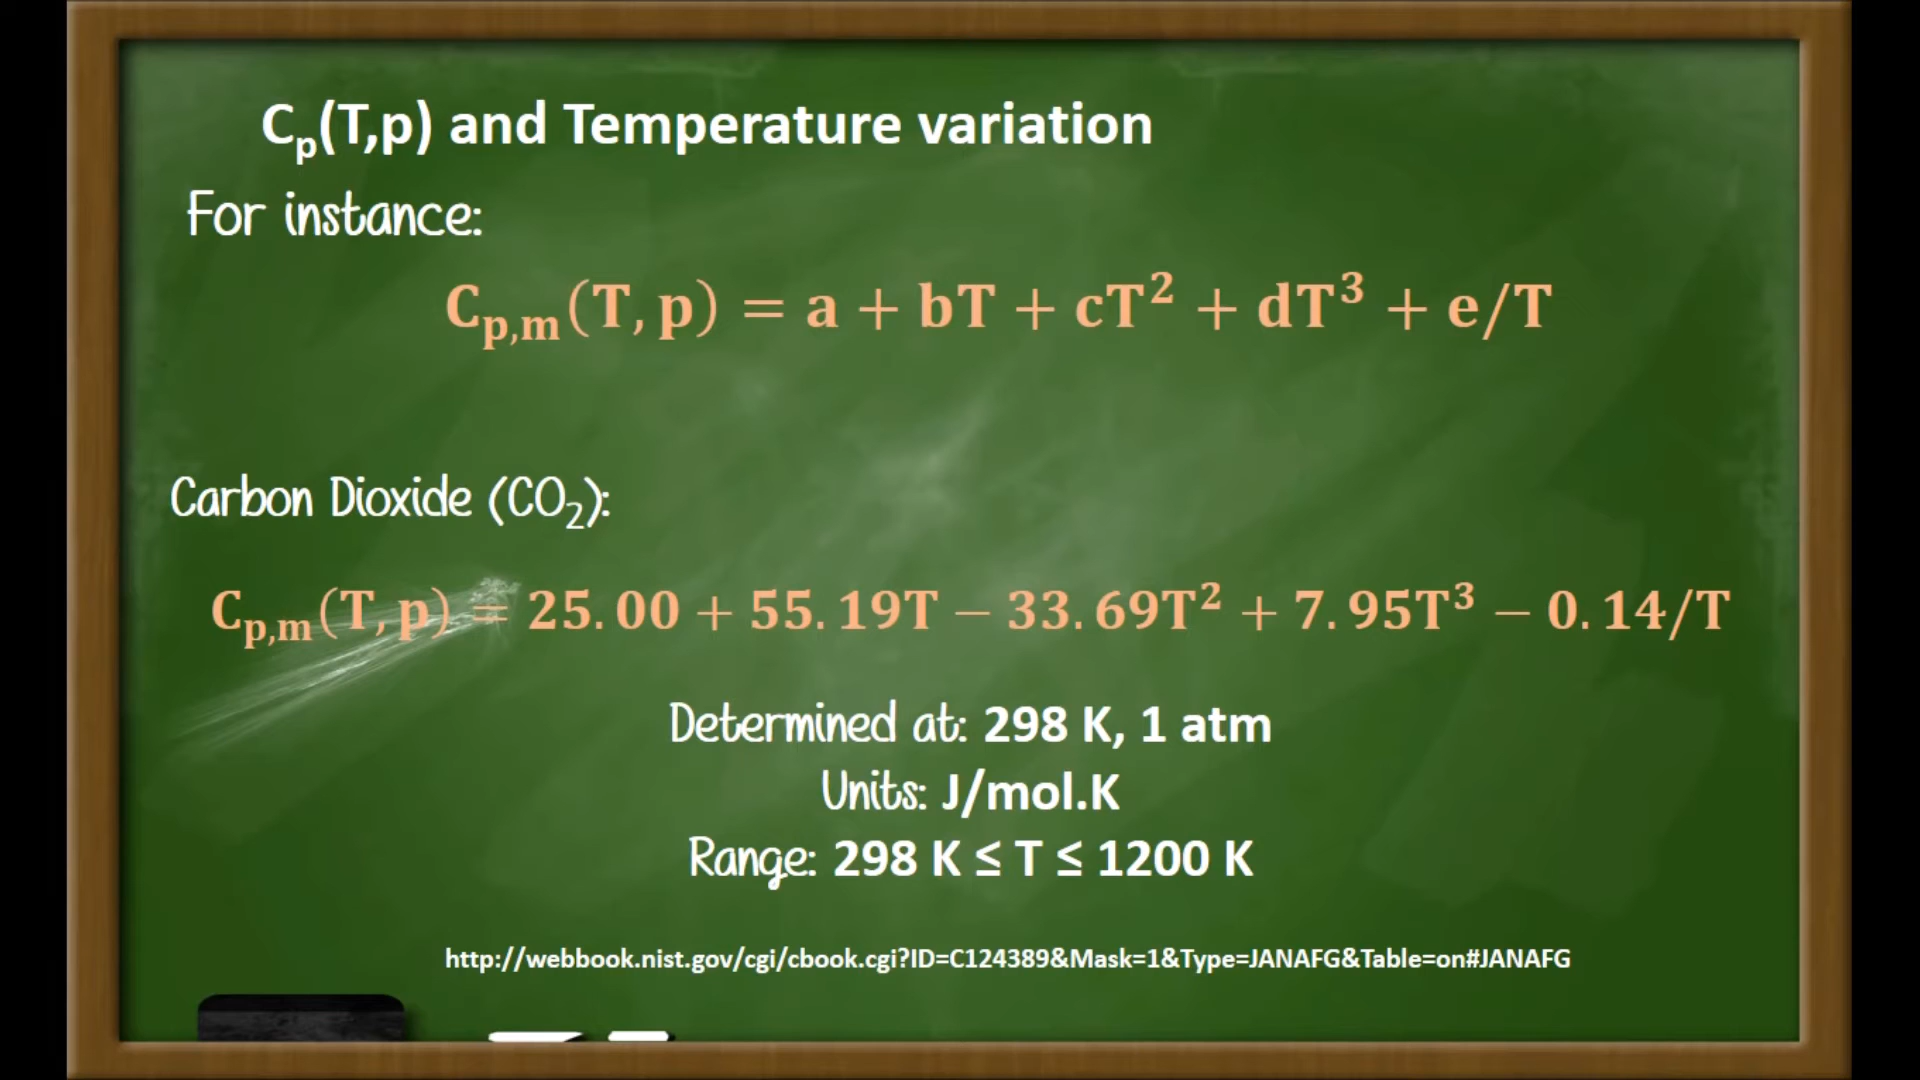 Cₚ(T,p) and Temperature variation
For instance:
C_{p,m}(T, p) = a + bT + cT² + dT³ + e/T
Carbon Dioxide (CO₂):
C_{p,m}(T, p) = 25.00 + 55.19T − 33.69T² + 7.95T³ − 0.14/T
Determined at: 298 K, 1 atm
Units: J/mol.K
Range: 298 K ≤ T ≤ 1200 K
http://webbook.nist.gov/cgi/cbook.cgi?ID=C124389&Mask=1&Type=JANAFG&Table=on#JANAFG